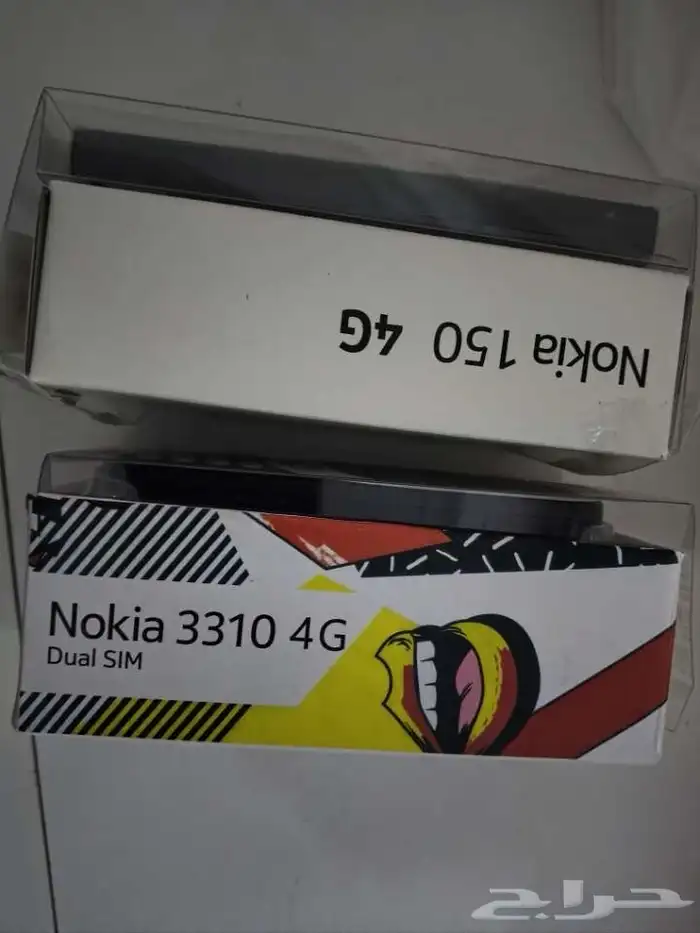 Nokia 150 4G
Nokia 3310 4G
Dual SIM
حراج